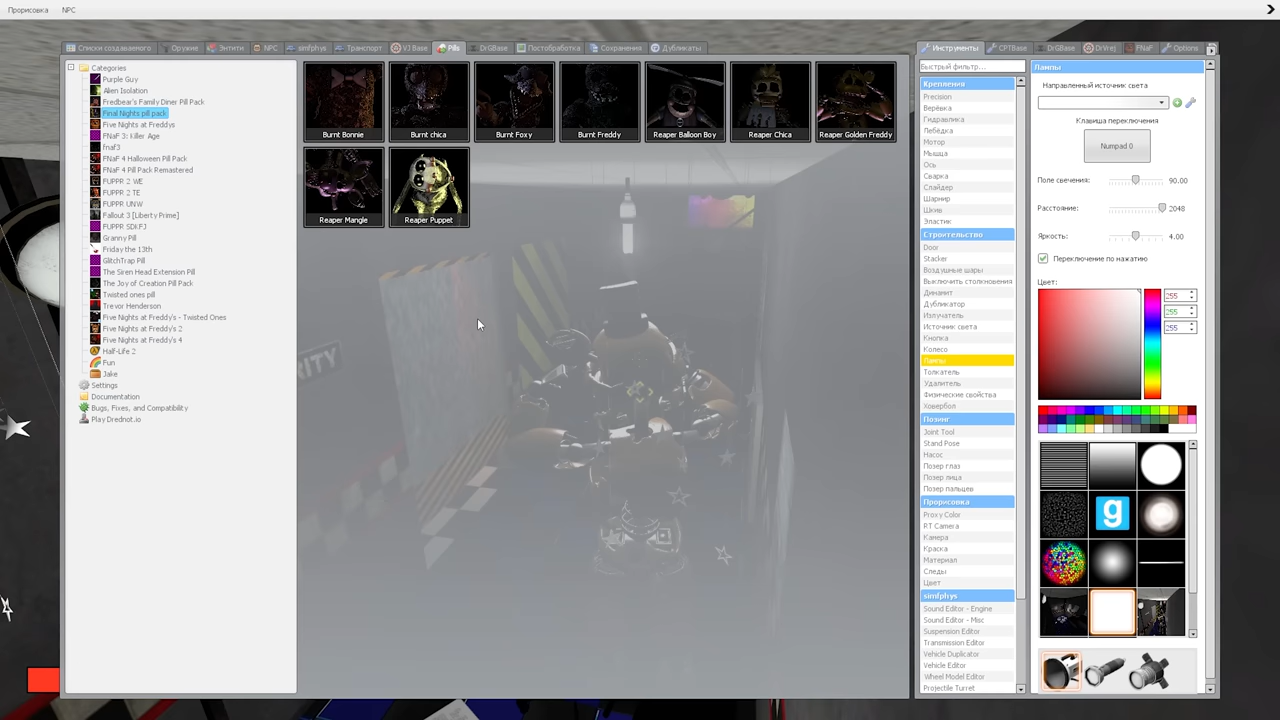 Прорисовка NPC
Списки создаваемого Оружие Энтити NPC simfphys Транспорт VJ Base Pills DrGBase Постобработка Сохранения Дубликаты
Categories
Purple Guy
Alien Isolation
Fredbear's Family Diner Pill Pack
Final Nights pill pack
Five Nights at Freddys
FNaF 3: Killer Age
fnaf3
FNaF 4 Halloween Pill Pack
FNaF 4 Pill Pack Remastered
FUPPR 2 WE
FUPPR 2 TE
FUPPR UNW
Fallout 3 [Liberty Prime]
FUPPR SDKFJ
Granny Pill
Friday the 13th
GlitchTrap Pill
The Siren Head Extension Pill
The Joy of Creation Pill Pack
Twisted ones pill
Trevor Henderson
Five Nights at Freddy's - Twisted Ones
Five Nights at Freddy's 2
Five Nights at Freddy's 4
Half-Life 2
Fun
Jake
Settings
Documentation
Bugs, Fixes, and Compatibility
Play Drednot.io
Burnt Bonnie
Burnt chica
Burnt Foxy
Burnt Freddy
Reaper Balloon Boy
Reaper Chica
Reaper Golden Freddy
Reaper Mangle
Reaper Puppet
Инструменты CPTBase DrGBase DrVrej FNaF Options
Быстрый фильтр...
Крепления
Precision
Верёвка
Гидравлика
Лебёдка
Мотор
Мышца
Ось
Сварка
Слайдер
Шарнир
Шкив
Эластик
Строительство
Door
Stacker
Воздушные шары
Выключить столкновения
Динамит
Дубликатор
Излучатель
Источник света
Кнопка
Колесо
Лампы
Толкатель
Удалитель
Физические свойства
Ховербол
Позинг
Joint Tool
Stand Pose
Насос
Позер глаз
Позер лица
Позер пальцев
Прорисовка
Proxy Color
RT Camera
Камера
Краска
Материал
Следы
Цвет
simfphys
Sound Editor - Engine
Sound Editor - Misc
Suspension Editor
Transmission Editor
Vehicle Duplicator
Vehicle Editor
Wheel Model Editor
Projectile Turret
Лампы
Направленный источник света
Клавиша переключения
Numpad 0
Поле свечения: 90.00
Расстояние: 2048
Яркость: 4.00
Переключение по нажатию
Цвет:
255
255
255
g